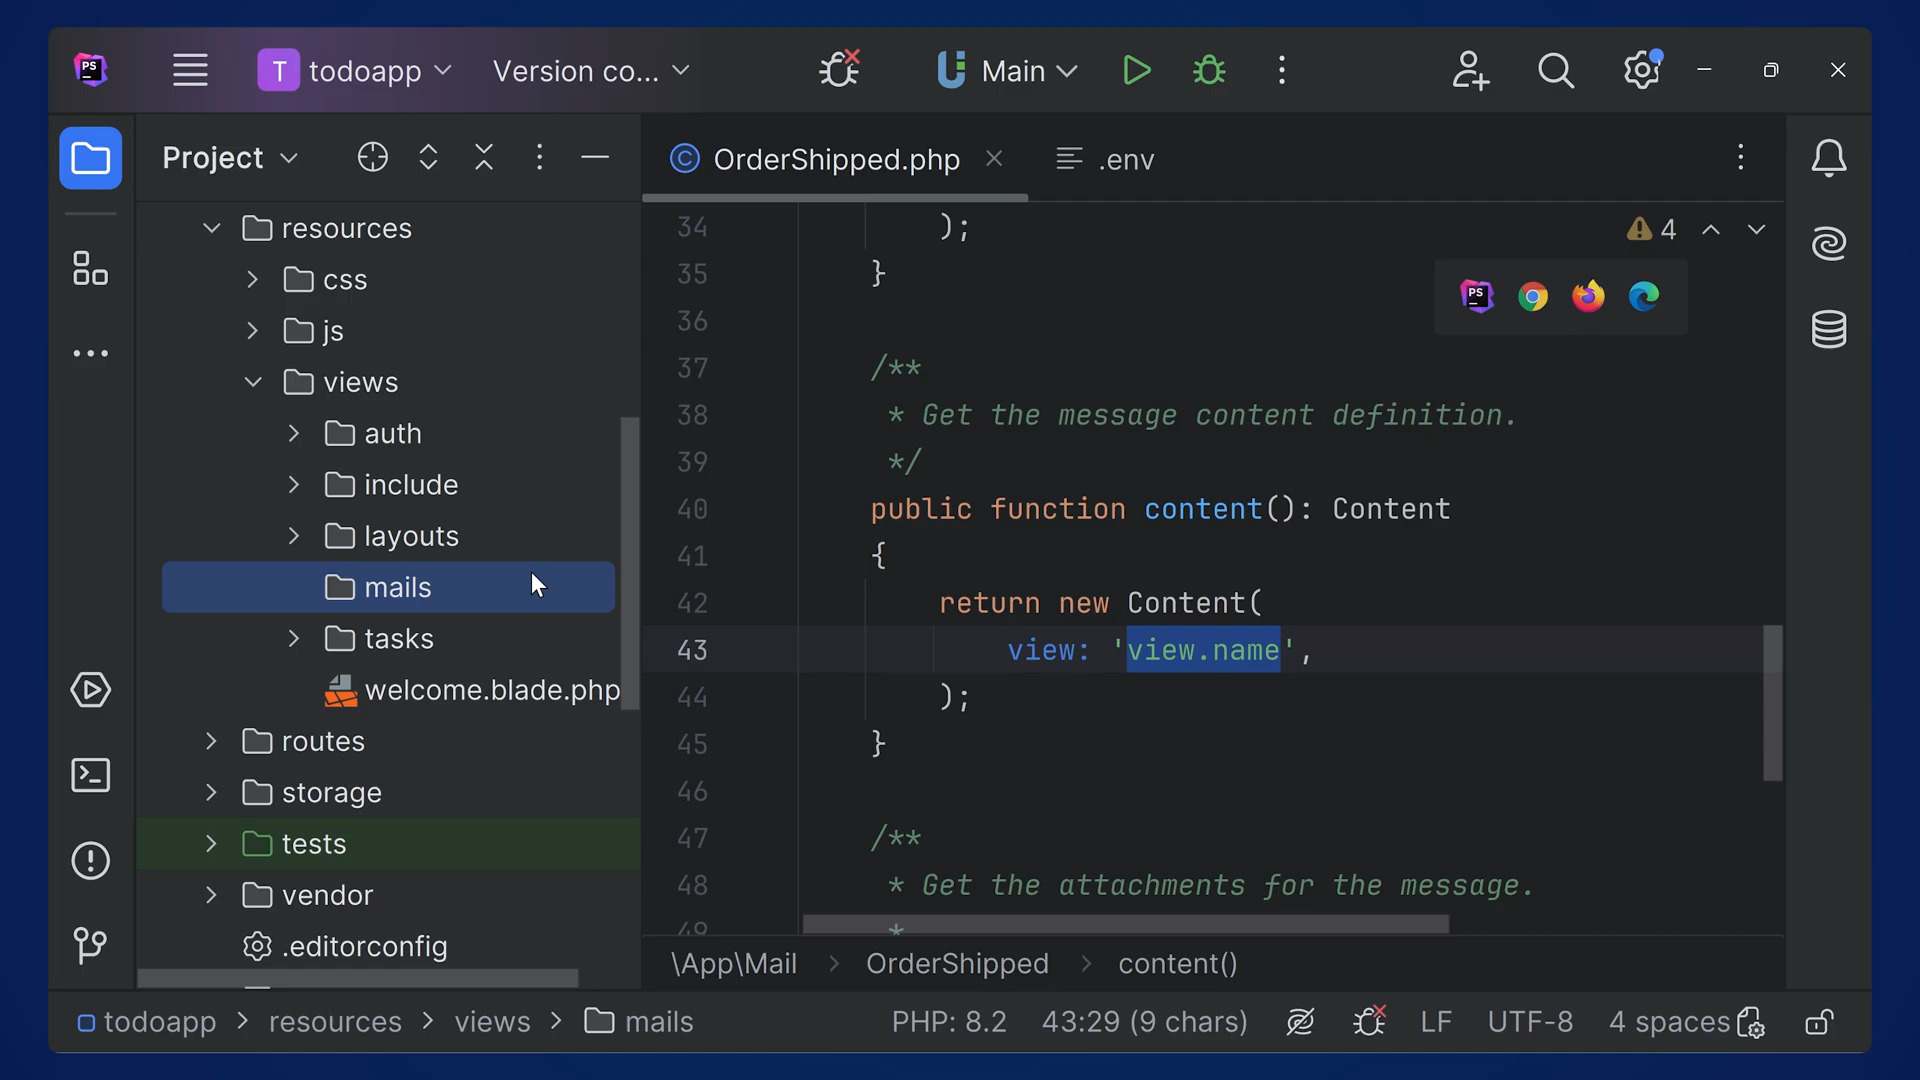 PS
T todoapp
Version co...
Main
Project
OrderShipped.php
.env
resources
css
js
views
auth
include
layouts
mails
tasks
welcome.blade.php
routes
storage
tests
vendor
.editorconfig
4
PS
34 );
35 }
36
37 /**
38 * Get the message content definition.
39 */
40 public function content(): Content
41 {
42 return new Content(
43 view: 'view.name',
44 );
45 }
46
47 /**
48 * Get the attachments for the message.
49 *
\App\Mail > OrderShipped > content()
todoapp > resources > views > mails
PHP: 8.2 43:29 (9 chars) LF UTF-8 4 spaces